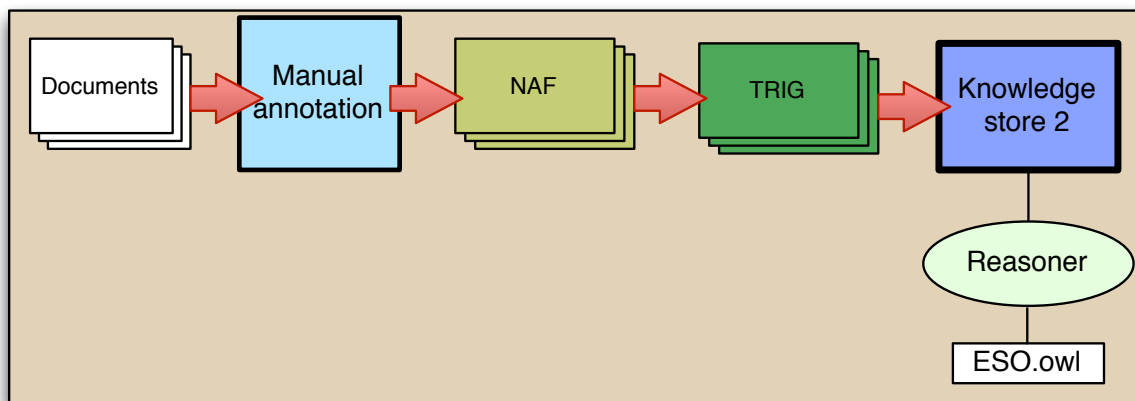 Documents
Manual
annotation
NAF
TRIG
Knowledge
store 2
Reasoner
ESO.owl